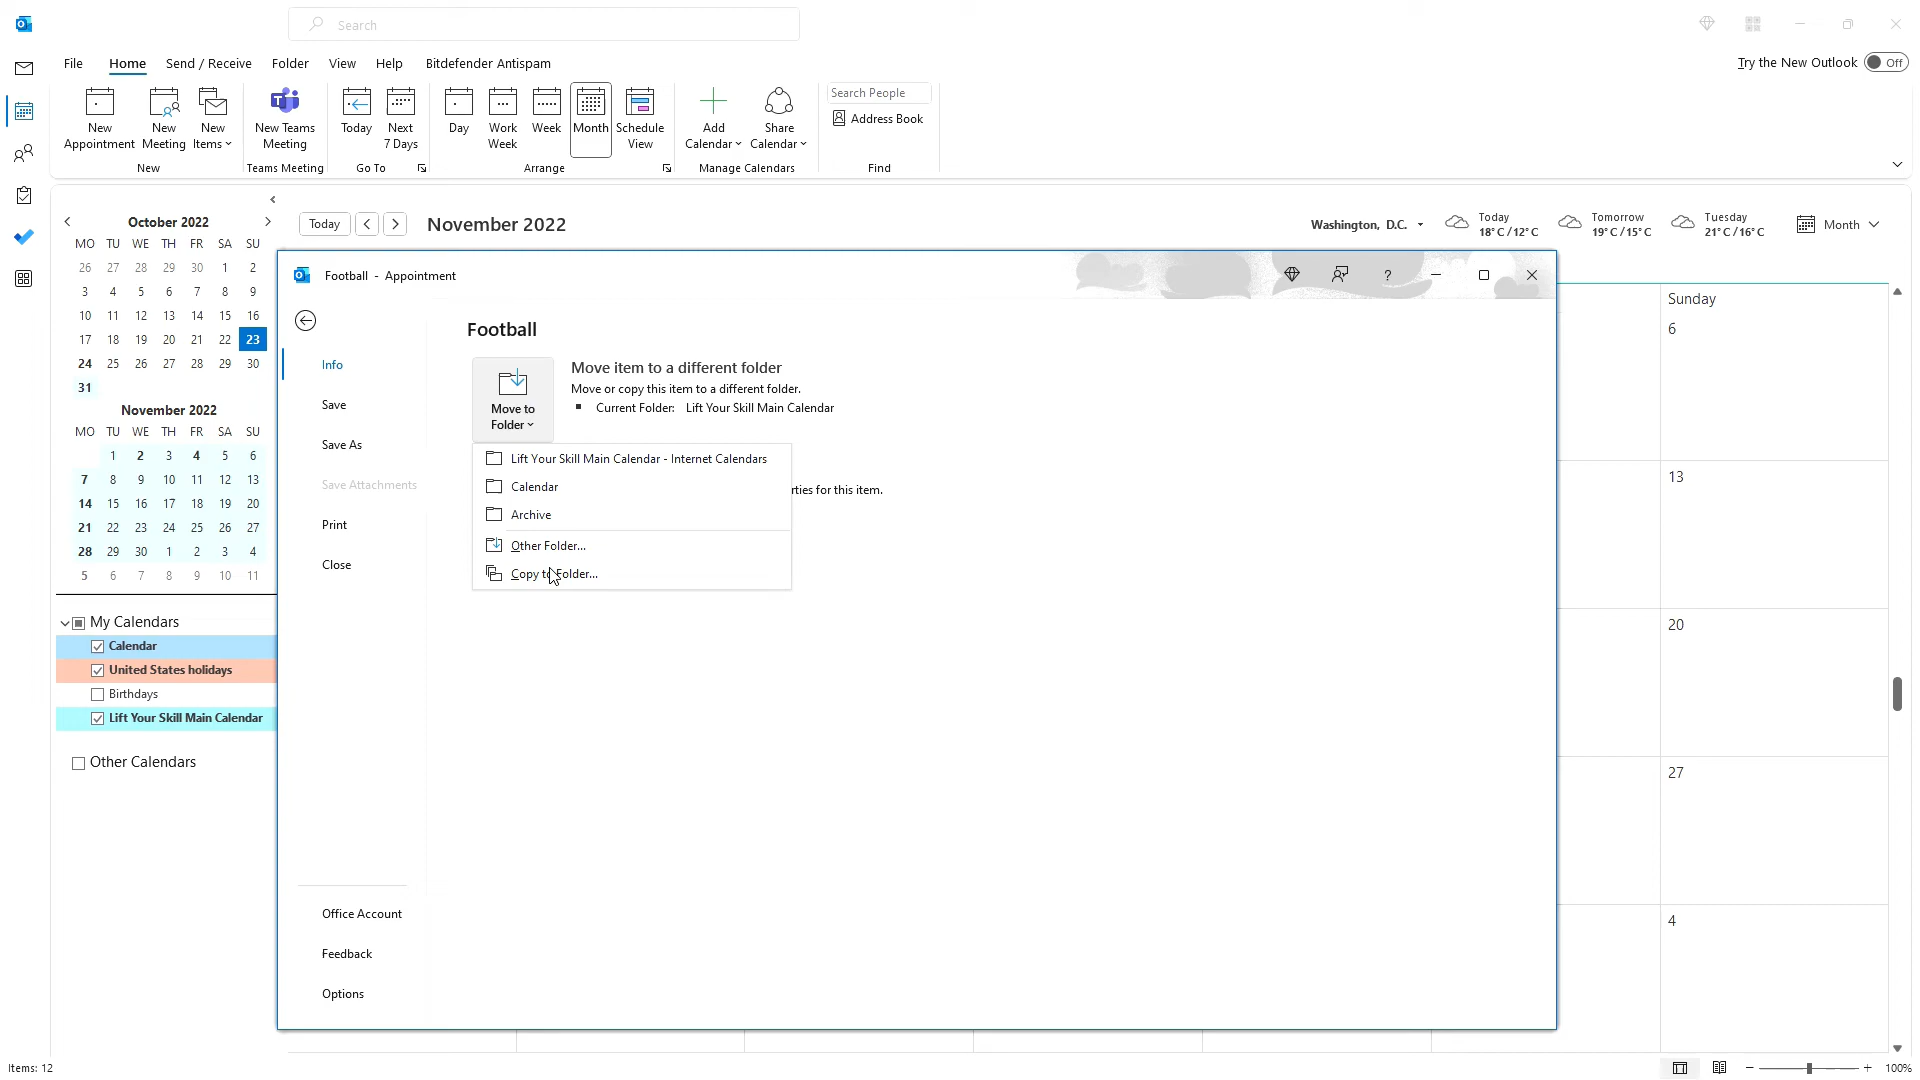 Search
File Home Send / Receive Folder View Help Bitdefender Antispam
Try the New Outlook Off
New Appointment
New Meeting
New Items
New
New Teams Meeting
Teams Meeting
Today
Next 7 Days
Go To
Day
Work Week
Week
Month
Schedule View
Arrange
Add Calendar
Share Calendar
Manage Calendars
Search People
Address Book
Find
October 2022
MO TU WE TH FR SA SU
26 27 28 29 30 1 2
3 4 5 6 7 8 9
10 11 12 13 14 15 16
17 18 19 20 21 22 23
24 25 26 27 28 29 30
31
November 2022
MO TU WE TH FR SA SU
1 2 3 4 5 6
7 8 9 10 11 12 13
14 15 16 17 18 19 20
21 22 23 24 25 26 27
28 29 30 1 2 3 4
5 6 7 8 9 10 11
My Calendars
Calendar
United States holidays
Birthdays
Lift Your Skill Main Calendar
Other Calendars
Today
November 2022
Washington, D.C.
Today
18°C/12°C
Tomorrow
19°C/15°C
Tuesday
21°C/16°C
Month
Football - Appointment
?
Info
Save
Save As
Save Attachments
Print
Close
Office Account
Feedback
Options
Football
Move to Folder
Move item to a different folder
Move or copy this item to a different folder.
Current Folder: Lift Your Skill Main Calendar
Lift Your Skill Main Calendar - Internet Calendars
Calendar
rties for this item.
Archive
Other Folder...
Copy to Folder...
Sunday
6
13
20
27
4
Items: 12
100%